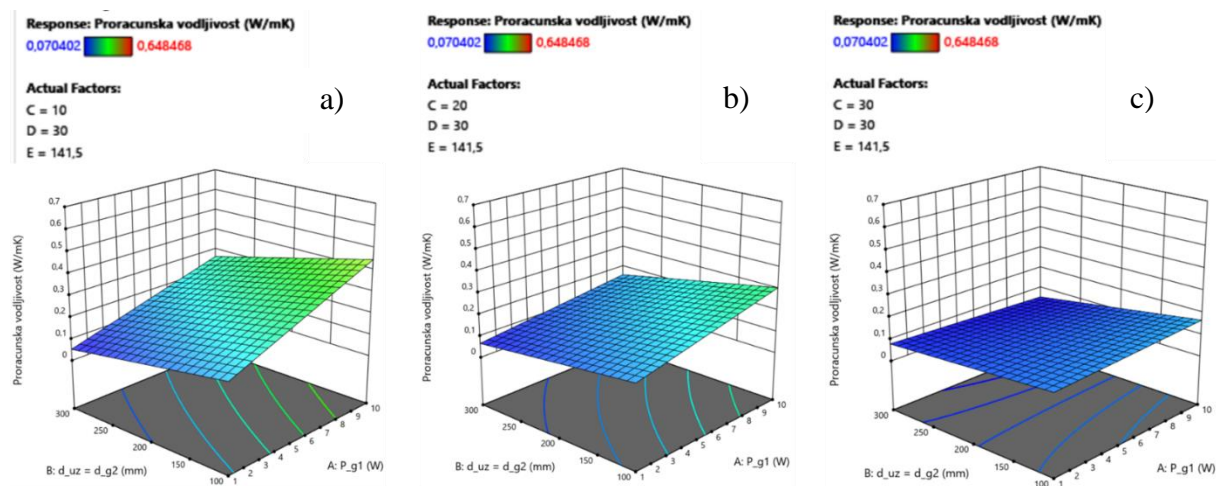 Response: Proracunska vodljivost (W/mK)
0,070402 0,648468
Actual Factors:
C = 10
D = 30
E = 141,5
a)
0,7
0,6
0,5
0,4
0,3
0,2
0,1
0
Proracunska vodljivost (W/mK)
300
250
200
150
100
B: d_uz = d_g2 (mm)
1
2
3
4
5
6
7
8
9
10
A: P_g1 (W)
Response: Proracunska vodljivost (W/mK)
0,070402 0,648468
Actual Factors:
C = 20
D = 30
E = 141,5
b)
0,7
0,6
0,5
0,4
0,3
0,2
0,1
0
Proracunska vodljivost (W/mK)
300
250
200
150
100
B: d_uz = d_g2 (mm)
1
2
3
4
5
6
7
8
9
10
A: P_g1 (W)
Response: Proracunska vodljivost (W/mK)
0,070402 0,648468
Actual Factors:
C = 30
D = 30
E = 141,5
c)
0,7
0,6
0,5
0,4
0,3
0,2
0,1
0
Proracunska vodljivost (W/mK)
300
250
200
150
100
B: d_uz = d_g2 (mm)
1
2
3
4
5
6
7
8
9
10
A: P_g1 (W)